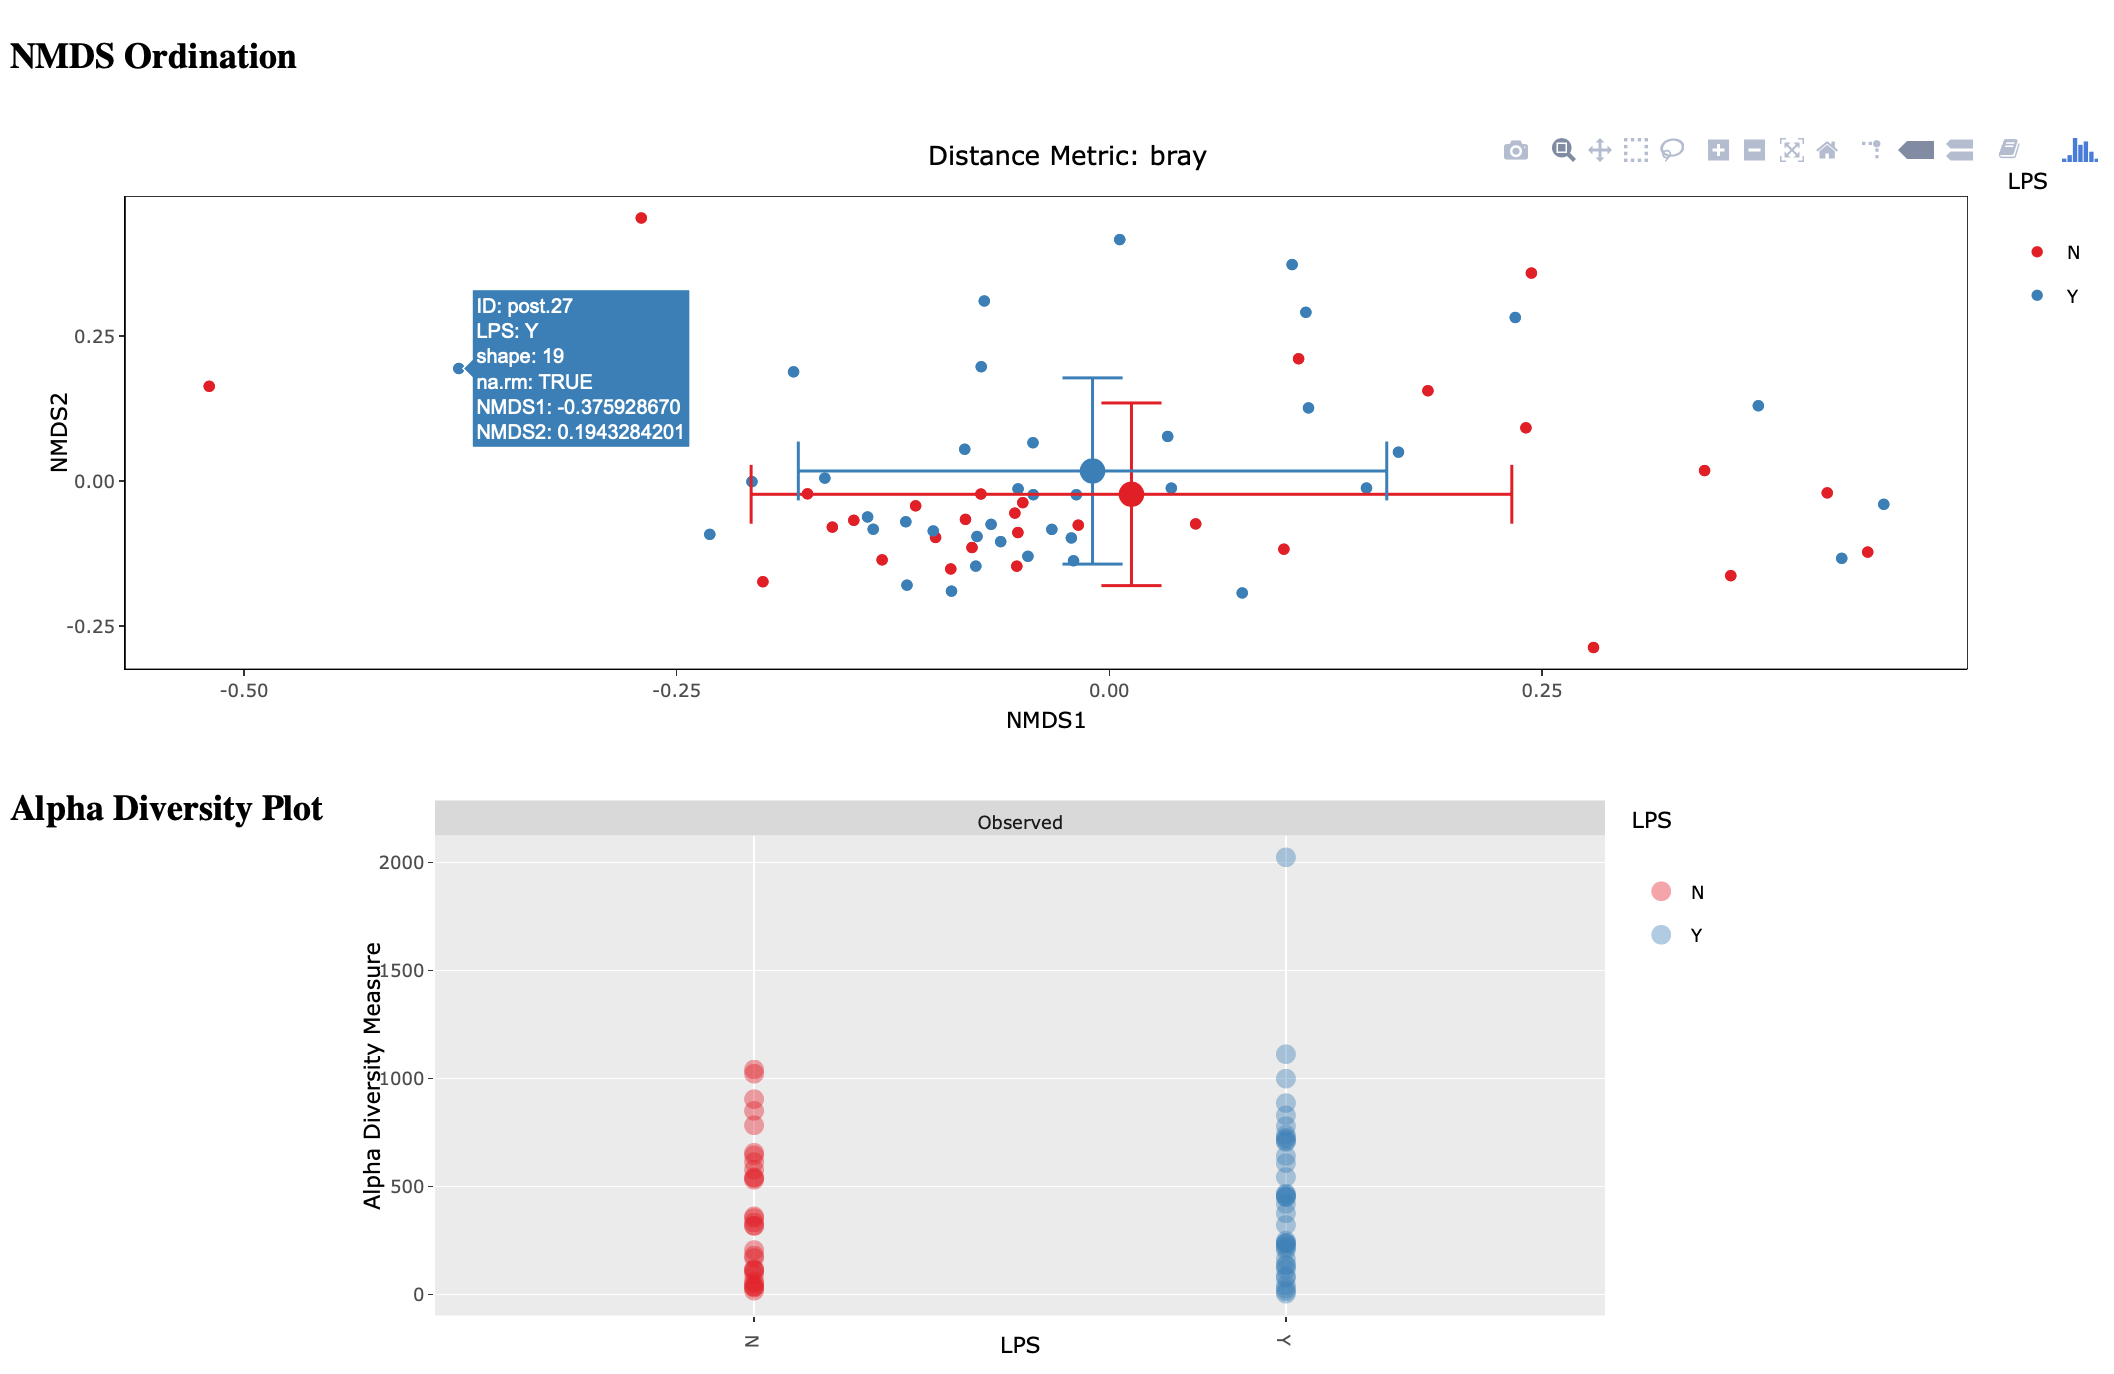 NMDS Ordination
Distance Metric: bray
LPS
N
Y
ID: post.27
LPS: Y
shape: 19
na.rm: TRUE
NMDS1: -0.375928670
NMDS2: 0.1943284201
NMDS2
0.25
0.00
-0.25
-0.50
-0.25
0.00
0.25
NMDS1
Alpha Diversity Plot
Observed
LPS
N
Y
Alpha Diversity Measure
2000
1500
1000
500
0
N
Y
LPS